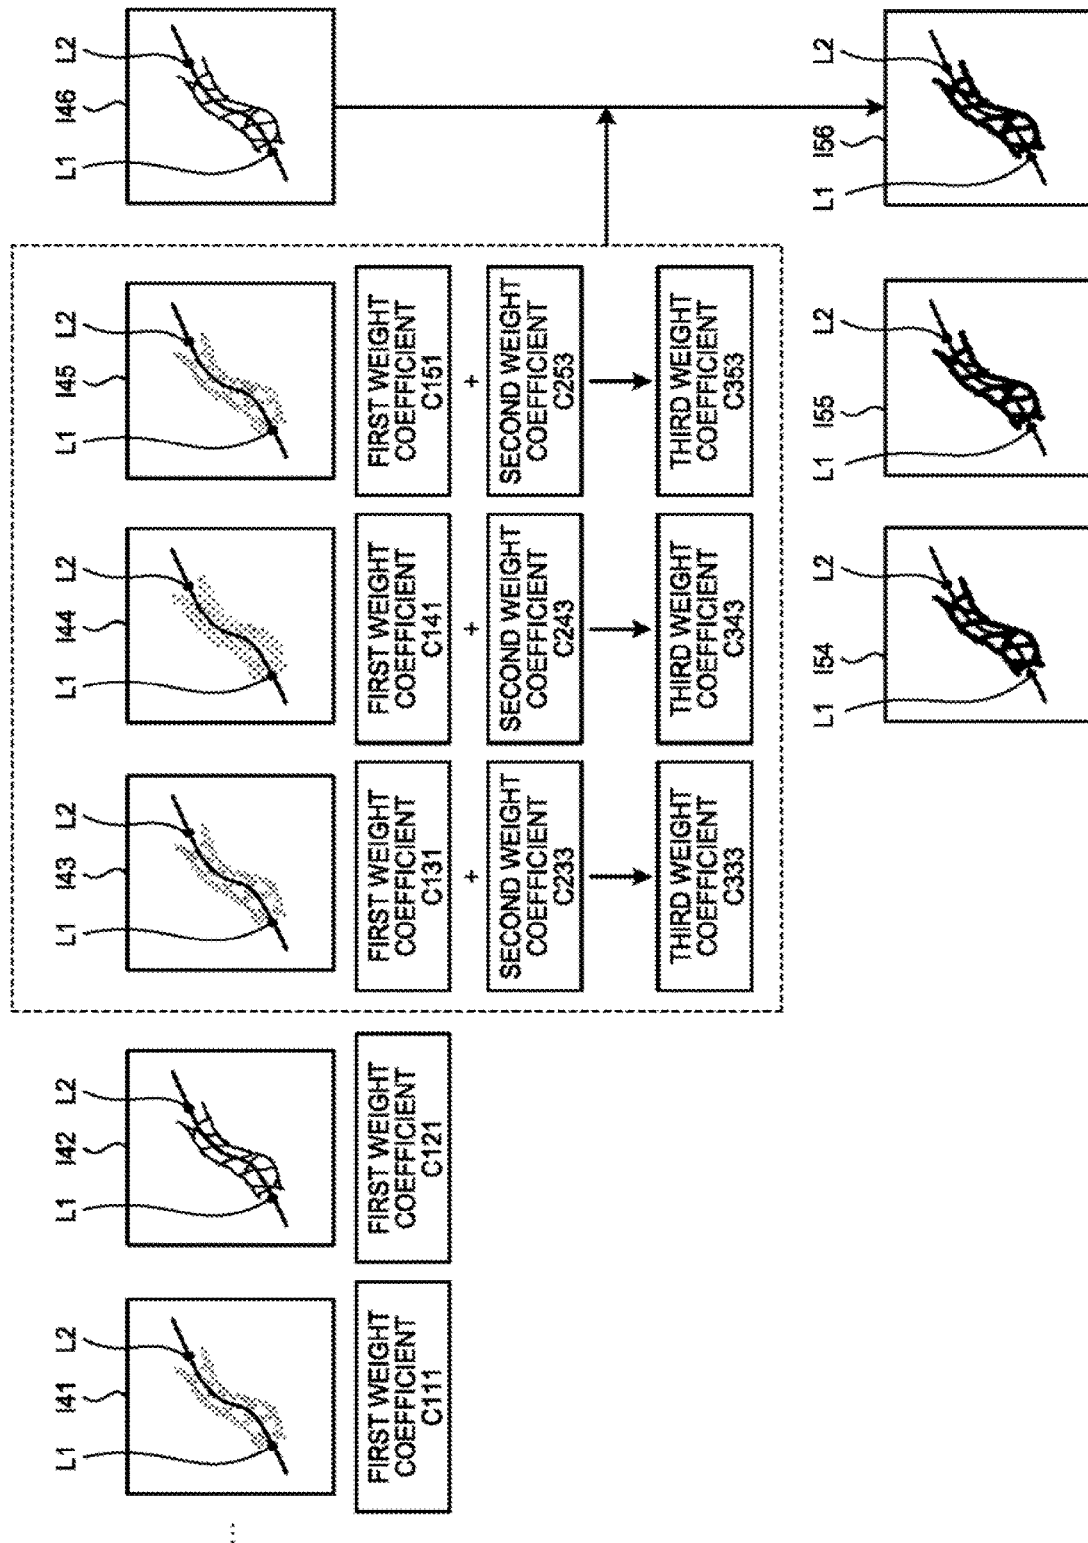 L1 I41 L2
L1 I42 L2
L1 I43 L2
L1 I44 L2
L1 I45 L2
L1 I46 L2
...
FIRST WEIGHT
COEFFICIENT
C111
FIRST WEIGHT
COEFFICIENT
C121
FIRST WEIGHT
COEFFICIENT
C131
FIRST WEIGHT
COEFFICIENT
C141
FIRST WEIGHT
COEFFICIENT
C151
+
+
+
SECOND WEIGHT
COEFFICIENT
C233
SECOND WEIGHT
COEFFICIENT
C243
SECOND WEIGHT
COEFFICIENT
C253
THIRD WEIGHT
COEFFICIENT
C333
THIRD WEIGHT
COEFFICIENT
C343
THIRD WEIGHT
COEFFICIENT
C353
L1 I54 L2
L1 I55 L2
L1 I56 L2